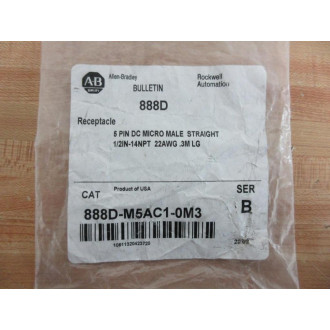 AB
Allen-Bradley
Rockwell
Automation
BULLETIN
888D
Receptacle
5 PIN DC MICRO MALE STRAIGHT
1/2IN-14NPT 22AWG .3M LG
Product of USA
CAT
SER
888D-M5AC1-0M3
B